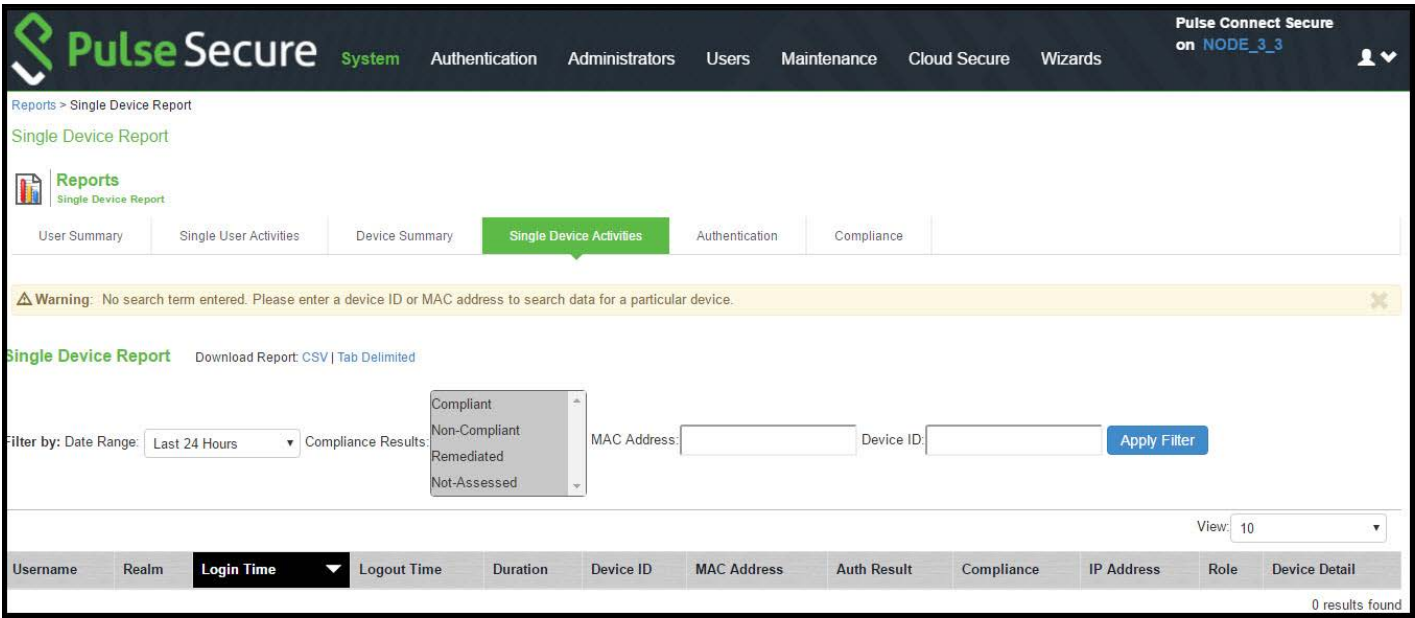 Pulse Secure System Authentication Administrators Users Maintenance Cloud Secure Wizards
Pulse Connect Secure
on NODE_3_3
Reports > Single Device Report
Single Device Report
Reports
Single Device Report
User Summary Single User Activities Device Summary Single Device Activities Authentication Compliance
Warning: No search term entered. Please enter a device ID or MAC address to search data for a particular device.
Single Device Report Download Report: CSV | Tab Delimited
Filter by: Date Range: Last 24 Hours Compliance Results:
Compliant
Non-Compliant
Remediated
Not-Assessed
MAC Address: Device ID: Apply Filter
View: 10
Username Realm Login Time Logout Time Duration Device ID MAC Address Auth Result Compliance IP Address Role Device Detail
0 results found